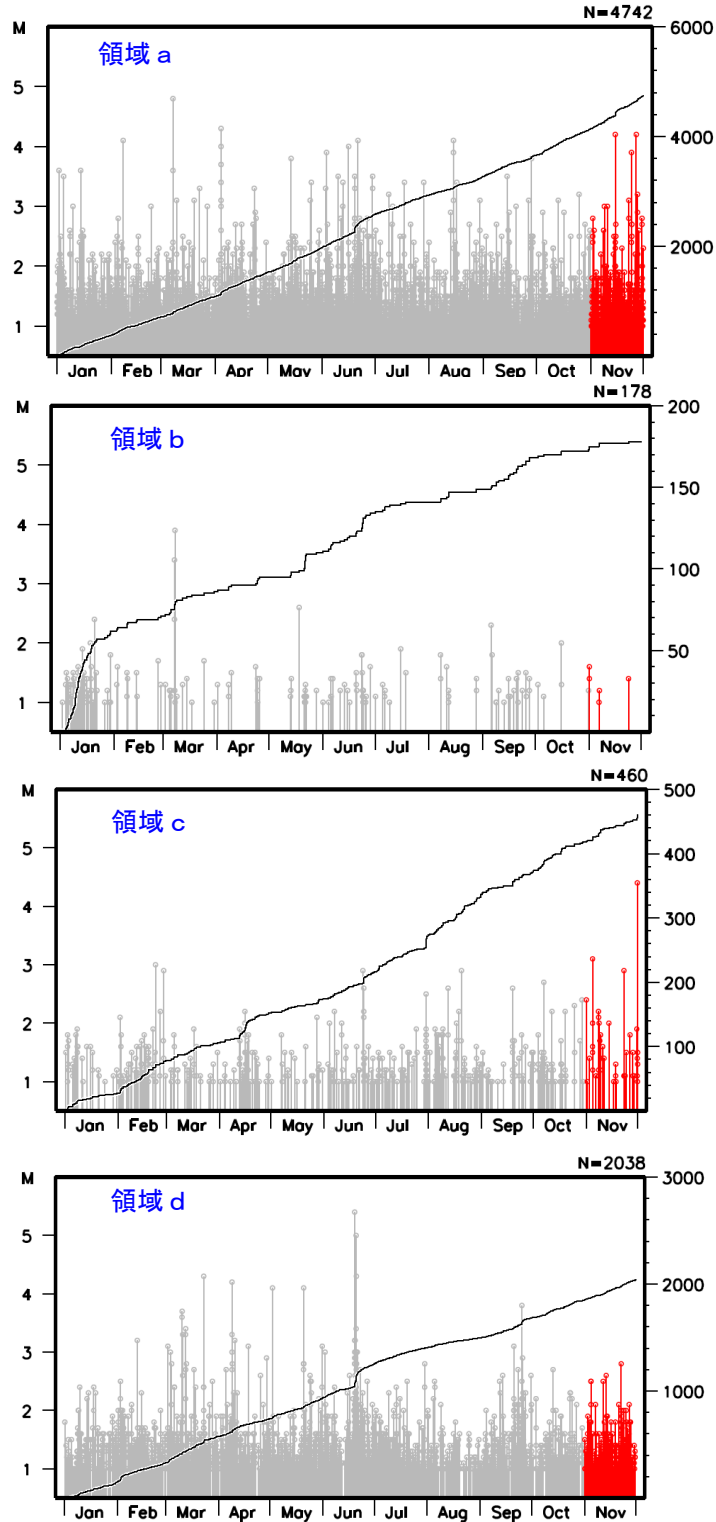 N=4742
M
6000
領域 a
5
4
4000
3
2
2000
1
Jan Feb Mar Apr May Jun Jul Aug Sep Oct Nov
N=178
M
200
領域 b
5
150
4
3
100
2
50
1
Jan Feb Mar Apr May Jun Jul Aug Sep Oct Nov
N=460
M
500
領域 c
5
400
4
300
3
200
2
100
1
Jan Feb Mar Apr May Jun Jul Aug Sep Oct Nov
N=2038
M
3000
領域 d
5
4
2000
3
2
1000
1
Jan Feb Mar Apr May Jun Jul Aug Sep Oct Nov